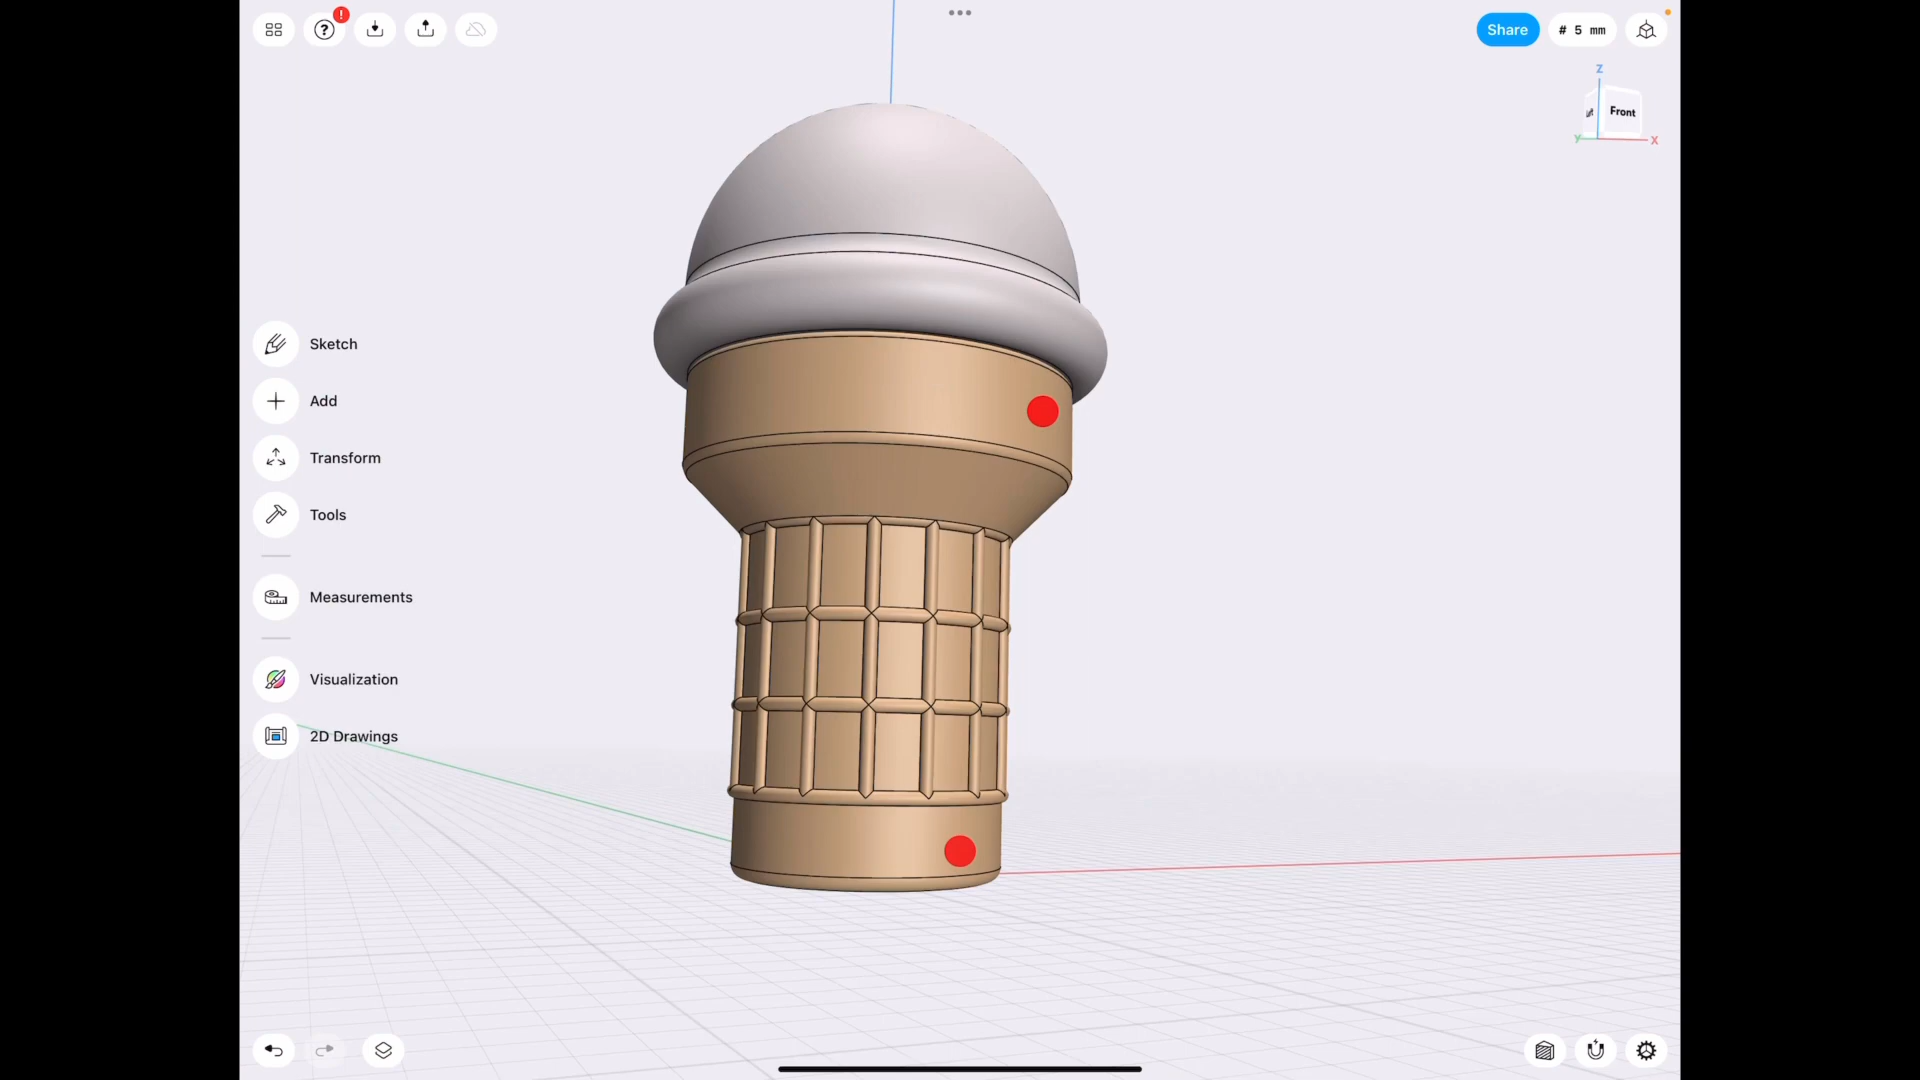 Share
# 5 mm
Z
Front
Y
X
Sketch
Add
Transform
Tools
Measurements
Visualization
2D Drawings